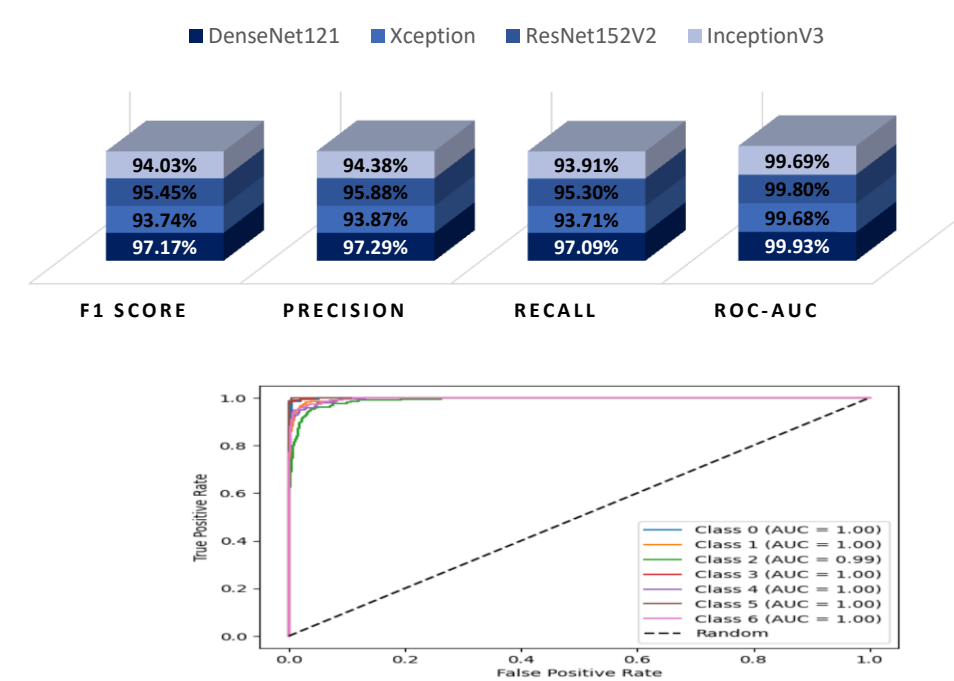 DenseNet121 Xception ResNet152V2 InceptionV3
94.03% 94.38% 93.91% 99.69%
95.45% 95.88% 95.30% 99.80%
93.74% 93.87% 93.71% 99.68%
97.17% 97.29% 97.09% 99.93%
F1 SCORE PRECISION RECALL ROC-AUC
1.0
0.8
0.6
0.4
0.2
0.0
True Positive Rate
Class 0 (AUC = 1.00)
Class 1 (AUC = 1.00)
Class 2 (AUC = 0.99)
Class 3 (AUC = 1.00)
Class 4 (AUC = 1.00)
Class 5 (AUC = 1.00)
Class 6 (AUC = 1.00)
Random
0.0 0.2 0.4 0.6 0.8 1.0
False Positive Rate